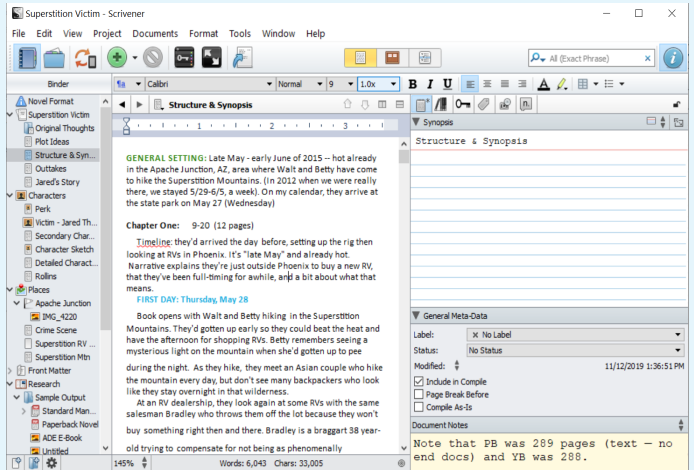 Superstition Victim - Scrivener
File Edit View Project Documents Format Tools Window Help
All (Exact Phrase)
Binder
Calibri Normal 9 1.0x B I U
Structure & Synopsis
Novel Format
Superstition Victim
Original Thoughts
Plot Ideas
Structure & Syn...
Outtakes
Jared's Story
Characters
Perk
Victim - Jared Th...
Secondary Char...
Character Sketch
Detailed Charact...
Rollins
Places
Apache Junction
IMG_4220
Crime Scene
Superstition RV ...
Superstition Mtn
Front Matter
Research
Sample Output
Standard Man...
Paperback Novel
ADE E-Book
Untitled
1 2 3
GENERAL SETTING: Late May - early June of 2015 -- hot already
in the Apache Junction, AZ, area where Walt and Betty have come
to hike the Superstition Mountains. (In 2012 when we were really
there, we stayed 5/29-6/5, a week). On my calendar, they arrive at
the state park on May 27 (Wednesday)
Chapter One: 9-20 (12 pages)
Timeline: they'd arrived the day before, setting up the rig then
looking at RVs in Phoenix. It's "late May" and already hot.
Narrative explains they're just outside Phoenix to buy a new RV,
that they've been full-timing for awhile, and a bit about what that
means.
FIRST DAY: Thursday, May 28
Book opens with Walt and Betty hiking in the Superstition
Mountains. They'd gotten up early so they could beat the heat and
have the afternoon for shopping RVs. Betty remembers seeing a
mysterious light on the mountain when she'd gotten up to pee
during the night. As they hike, they meet an Asian couple who hike
the mountain every day, but don't see many backpackers who look
like they stay overnight in that wilderness.
At an RV dealership, they look again at some RVs with the same
salesman Bradley who throws them off the lot because they won't
buy something right then and there. Bradley is a braggart 38 year-
old trying to compensate for not being as phenomenally
145% Words: 6,043 Chars: 33,005
Synopsis
Structure & Synopsis
General Meta-Data
Label: No Label
Status: No Status
Modified: 11/12/2019 1:36:51PM
Include in Compile
Page Break Before
Compile As-Is
Document Notes
Note that PB was 289 pages (text — no
end docs) and YB was 288.